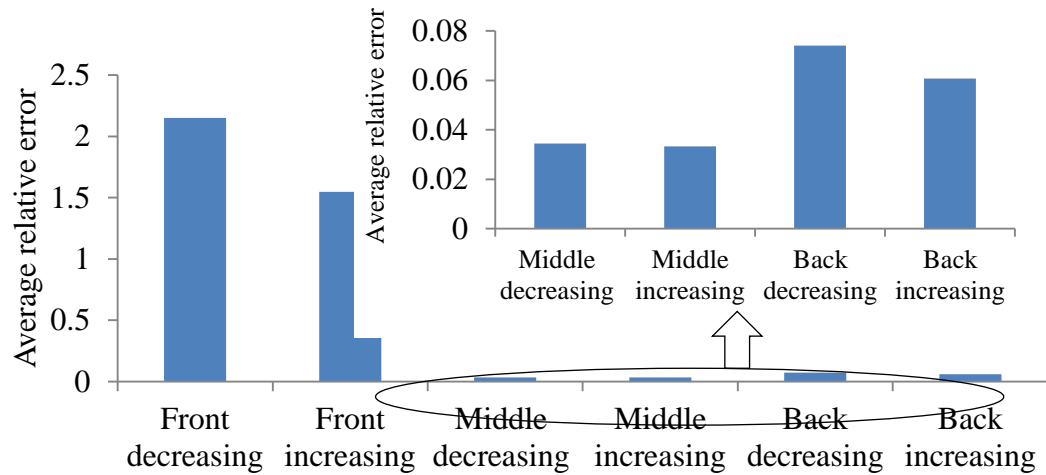 2.5
2
1.5
1
0.5
0
Average relative error
Front
decreasing
Front
increasing
Middle
decreasing
Middle
increasing
Back
decreasing
Back
increasing
0.08
0.06
0.04
0.02
0
Average relative error
Middle
decreasing
Middle
increasing
Back
decreasing
Back
increasing